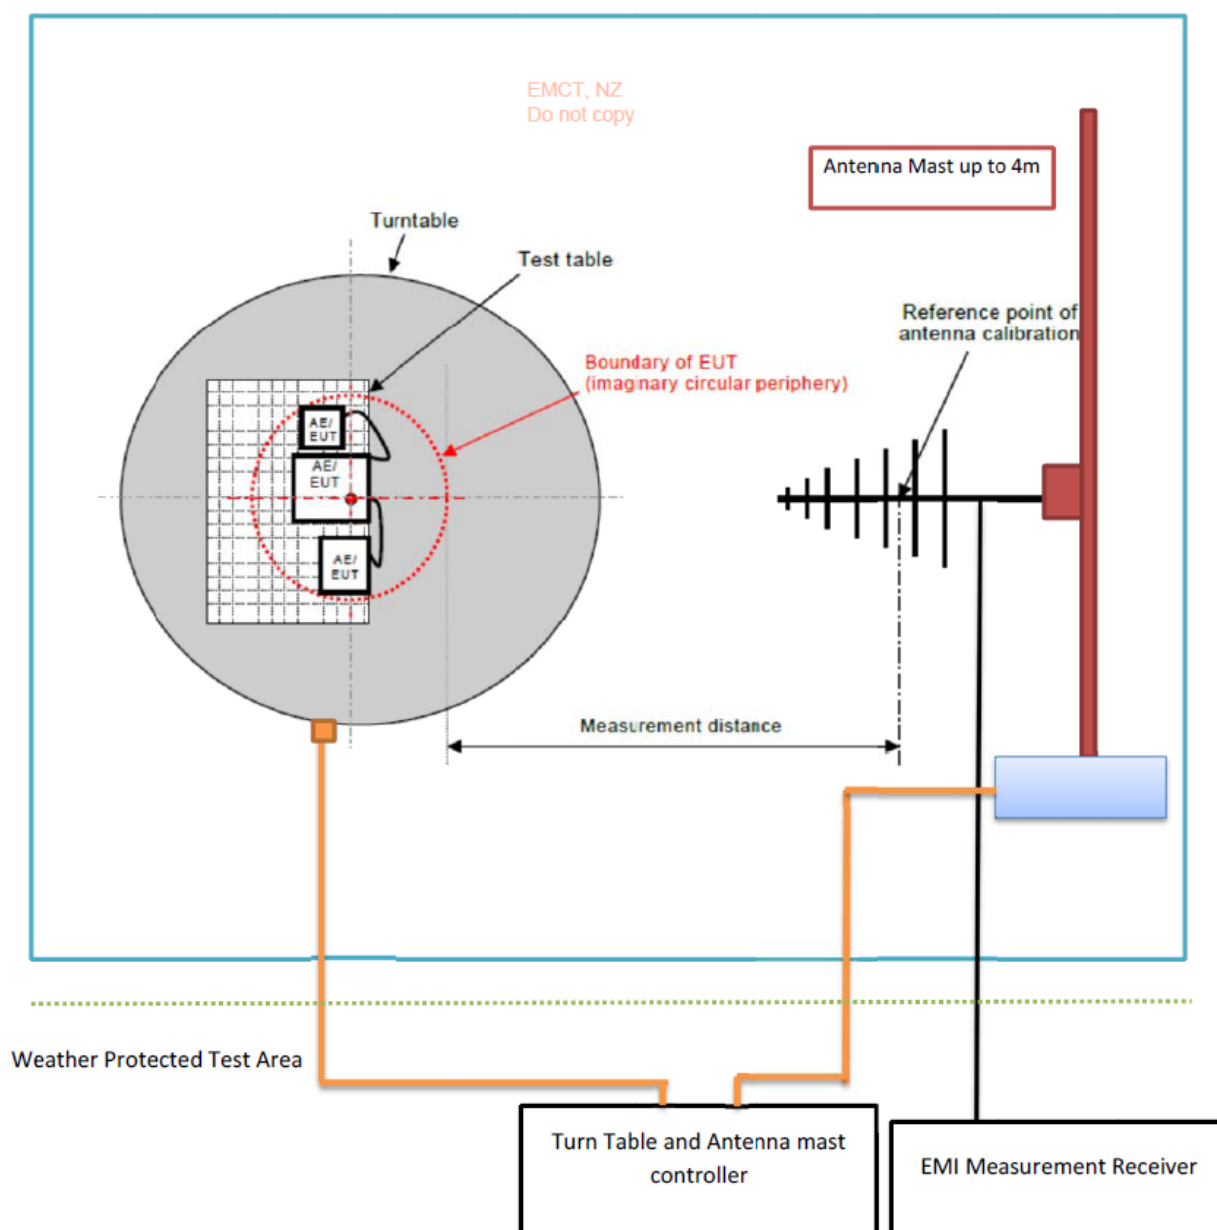 EMCT, NZ
Do not copy
Antenna Mast up to 4m
Turntable
Test table
Reference point of
antenna calibration
Boundary of EUT
(imaginary circular periphery)
AE/
EUT
AE/
EUT
AE/
EUT
Measurement distance
Weather Protected Test Area
Turn Table and Antenna mast
controller
EMI Measurement Receiver